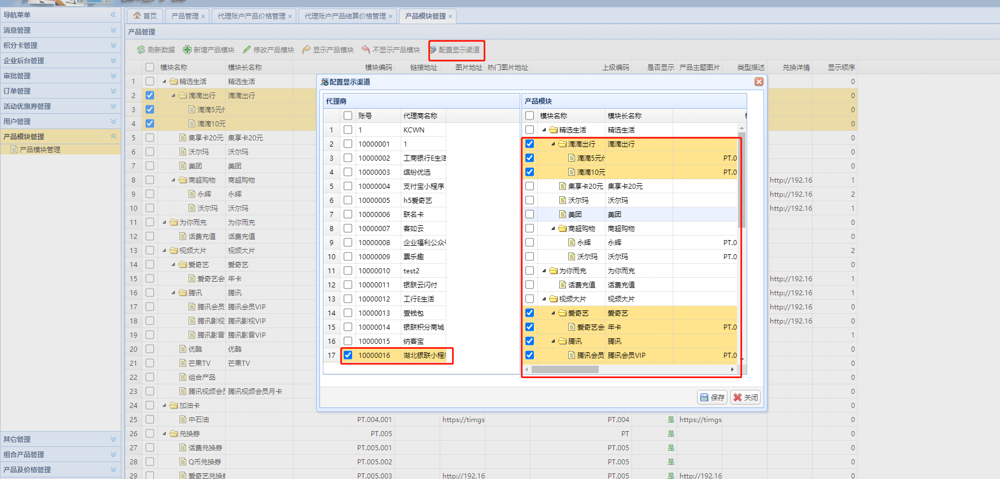 导航菜单
消息管理
积分卡管理
企业后台管理
审批管理
订单管理
活动优惠券管理
用户管理
产品模块管理
产品模块管理
其它管理
组合产品管理
产品及价格管理
首页 产品管理 代理账户产品价格管理 代理账户产品结算价格管理 产品模块管理
产品管理
刷新数据 新增产品模块 修改产品模块 显示产品模块 不显示产品模块 配置显示渠道
模块名称 模块长名称 模块编码 链接地址 图片地址 热门图片地址 上级编码 是否显示 产品主题图片 类型描述 兑换详情 显示顺序
1 精选生活 精选生活 0
2 滴滴出行 滴滴出行 0
3 滴滴5元 0
4 滴滴10元 0
5 集享卡20元 集享卡20元 0
6 沃尔玛 沃尔玛 0
7 美团 美团 0
8 商超购物 商超购物 http://192.16 1
9 永辉 永辉 http://192.16 2
10 沃尔玛 沃尔玛 http://192.16 1
11 为你而充 为你而充 0
12 话费充值 话费充值 0
13 视频大片 视频大片 2
14 爱奇艺 爱奇艺 0
15 爱奇艺会 年卡 http://192.16 1
16 腾讯 腾讯 http://192.16 1
17 腾讯会员 腾讯会员VIP http://192.16 0
18 腾讯影视 腾讯影视VIP http://192.16 0
19 腾讯影音 腾讯影音VIP 1
20 优酷 优酷 0
21 芒果TV 芒果TV 0
22 组合产品 0
23 腾讯视频会员 腾讯视频会员月卡 0
24 加油卡 0
25 中石油 PT.004.001 https://timgs PT.004 是 https://timgs 0
26 兑换券 PT.005 PT 是 0
27 话费兑换券 PT.005.001 PT.005 是 0
28 Q币兑换券 PT.005.002 PT.005 是 0
29 爱奇艺兑换 PT.005.003 http://192.16 PT.005 是 http://192.16 0
配置显示渠道
代理商
账号 代理商名称
1 1 KCWN
2 10000001 1
3 10000002 工商银行E生活
4 10000003 缤纷优选
5 10000004 支付宝小程序
6 10000005 h5爱奇艺
7 10000006 联名卡
8 10000007 客如云
9 10000008 企业福利公众
10 10000009 票乐趣
11 10000010 test2
12 10000011 银联云闪付
13 10000012 工行E生活
14 10000013 壹钱包
15 10000014 银联积分商城
16 10000015 纳客宝
17 10000016 湖北银联小程
产品模块
模块名称 模块长名称
精选生活 精选生活
滴滴出行 滴滴出行
滴滴5元 PT.0
滴滴10元 PT.0
集享卡20元 集享卡20元
沃尔玛 沃尔玛
美团 美团
商超购物 商超购物
永辉 永辉 PT.0
沃尔玛 沃尔玛 PT.0
为你而充 为你而充
话费充值 话费充值
视频大片 视频大片
爱奇艺 爱奇艺
爱奇艺会 年卡 PT.0
腾讯 腾讯
腾讯会员 腾讯会员VIP PT.0
保存 关闭